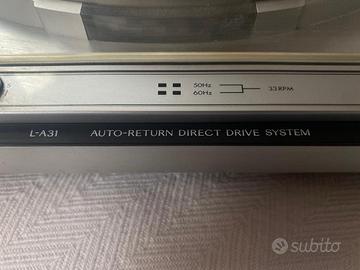 50Hz
60Hz
33 RPM
L-A31 AUTO-RETURN DIRECT DRIVE SYSTEM
subito